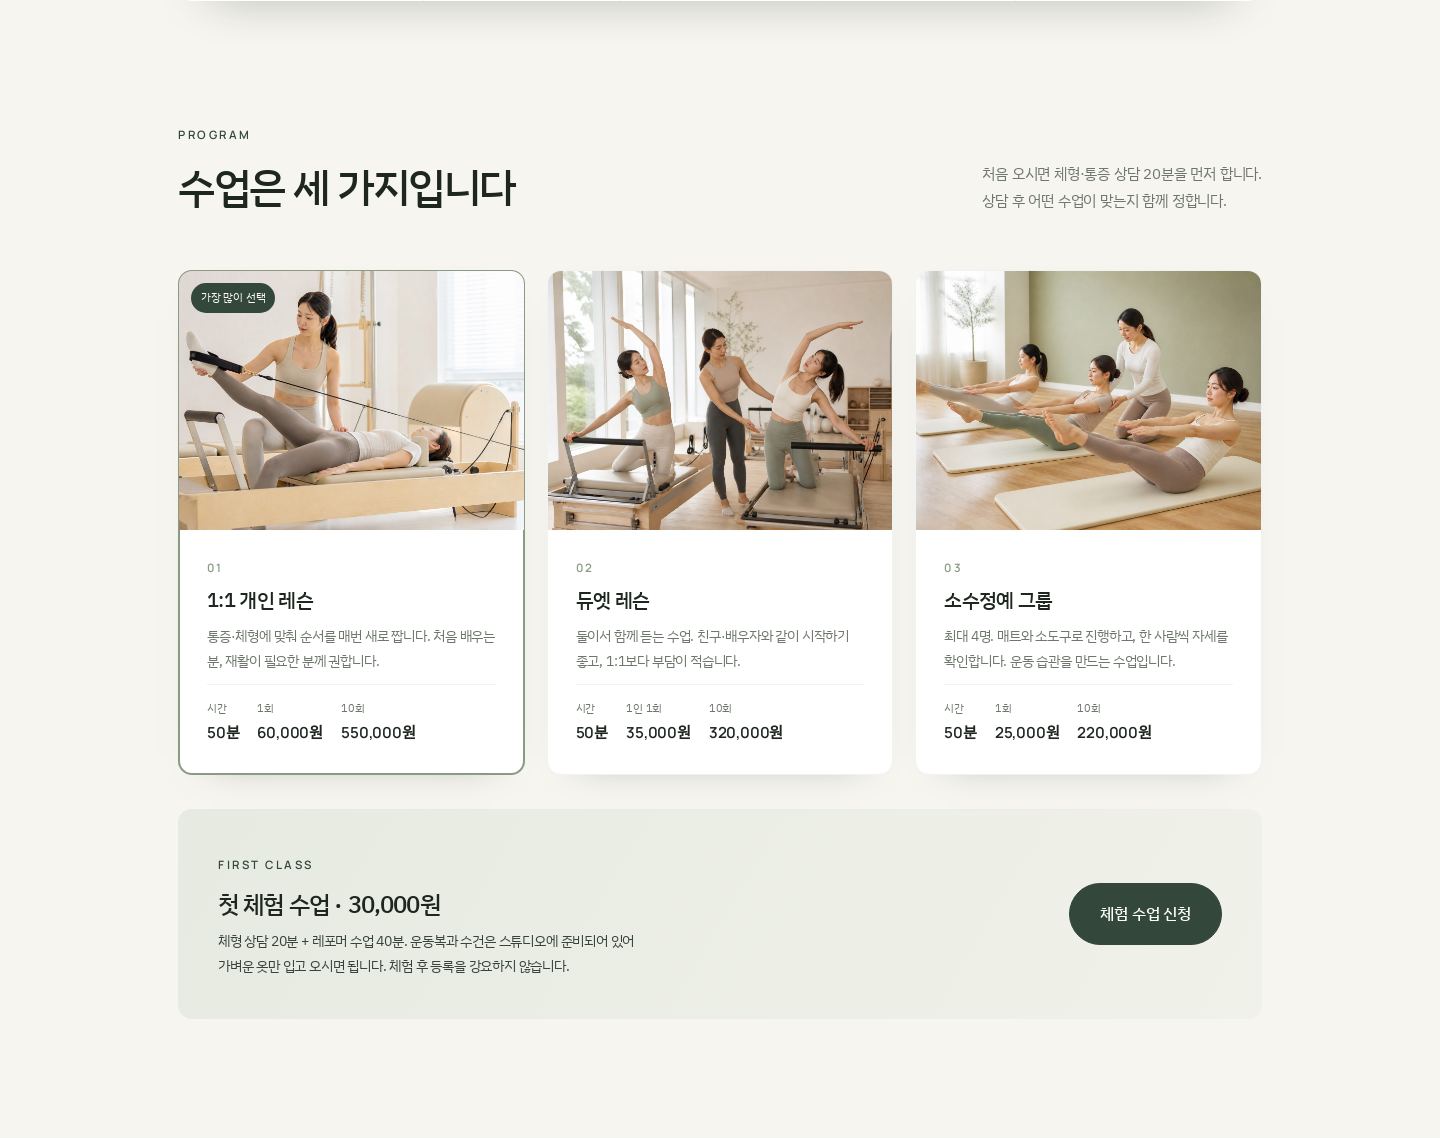 PROGRAM
수업은 세 가지입니다
처음 오시면 체형·통증 상담 20분을 먼저 합니다.
상담 후 어떤 수업이 맞는지 함께 정합니다.
가장 많이 선택
01
1:1 개인 레슨
통증·체형에 맞춰 순서를 매번 새로 짭니다. 처음 배우는
분, 재활이 필요한 분께 권합니다.
시간 1회 10회
50분 60,000원 550,000원
02
듀엣 레슨
둘이서 함께 듣는 수업. 친구·배우자와 같이 시작하기
좋고, 1:1보다 부담이 적습니다.
시간 1인 1회 10회
50분 35,000원 320,000원
03
소수정예 그룹
최대 4명. 매트와 소도구로 진행하고, 한 사람씩 자세를
확인합니다. 운동 습관을 만드는 수업입니다.
시간 1회 10회
50분 25,000원 220,000원
FIRST CLASS
첫 체험 수업 · 30,000원
체형 상담 20분 + 레포머 수업 40분. 운동복과 수건은 스튜디오에 준비되어 있어
가벼운 옷만 입고 오시면 됩니다. 체험 후 등록을 강요하지 않습니다.
체험 수업 신청